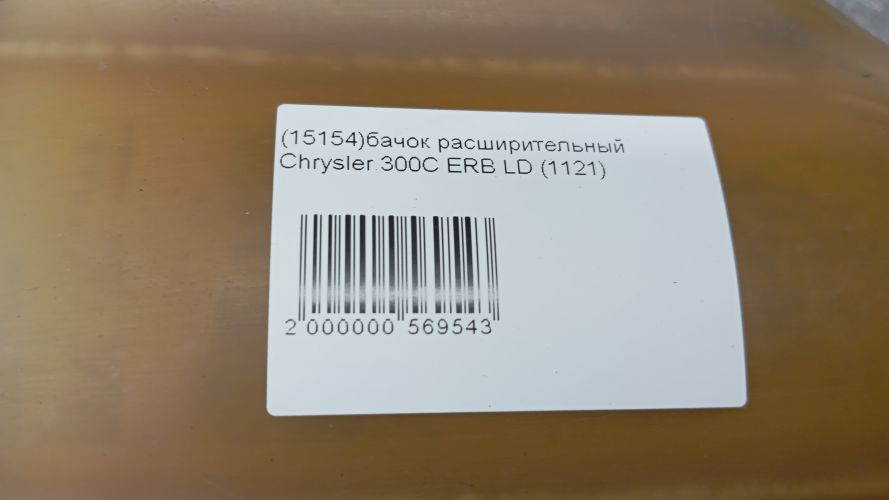 (15154)бачок расширительный
Chrysler 300C ERB LD (1121)
2 000000 569543